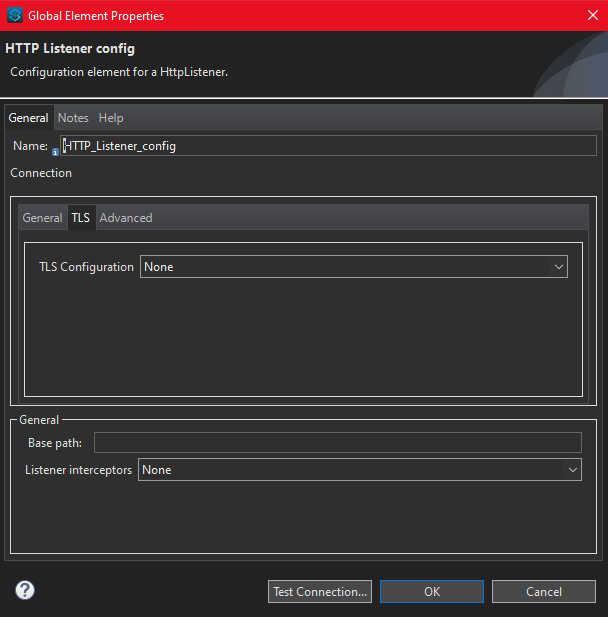 Global Element Properties
HTTP Listener config
Configuration element for a HttpListener.
General Notes Help
Name: HTTP_Listener_config
Connection
General TLS Advanced
TLS Configuration None
General
Base path:
Listener interceptors None
? Test Connection... OK Cancel